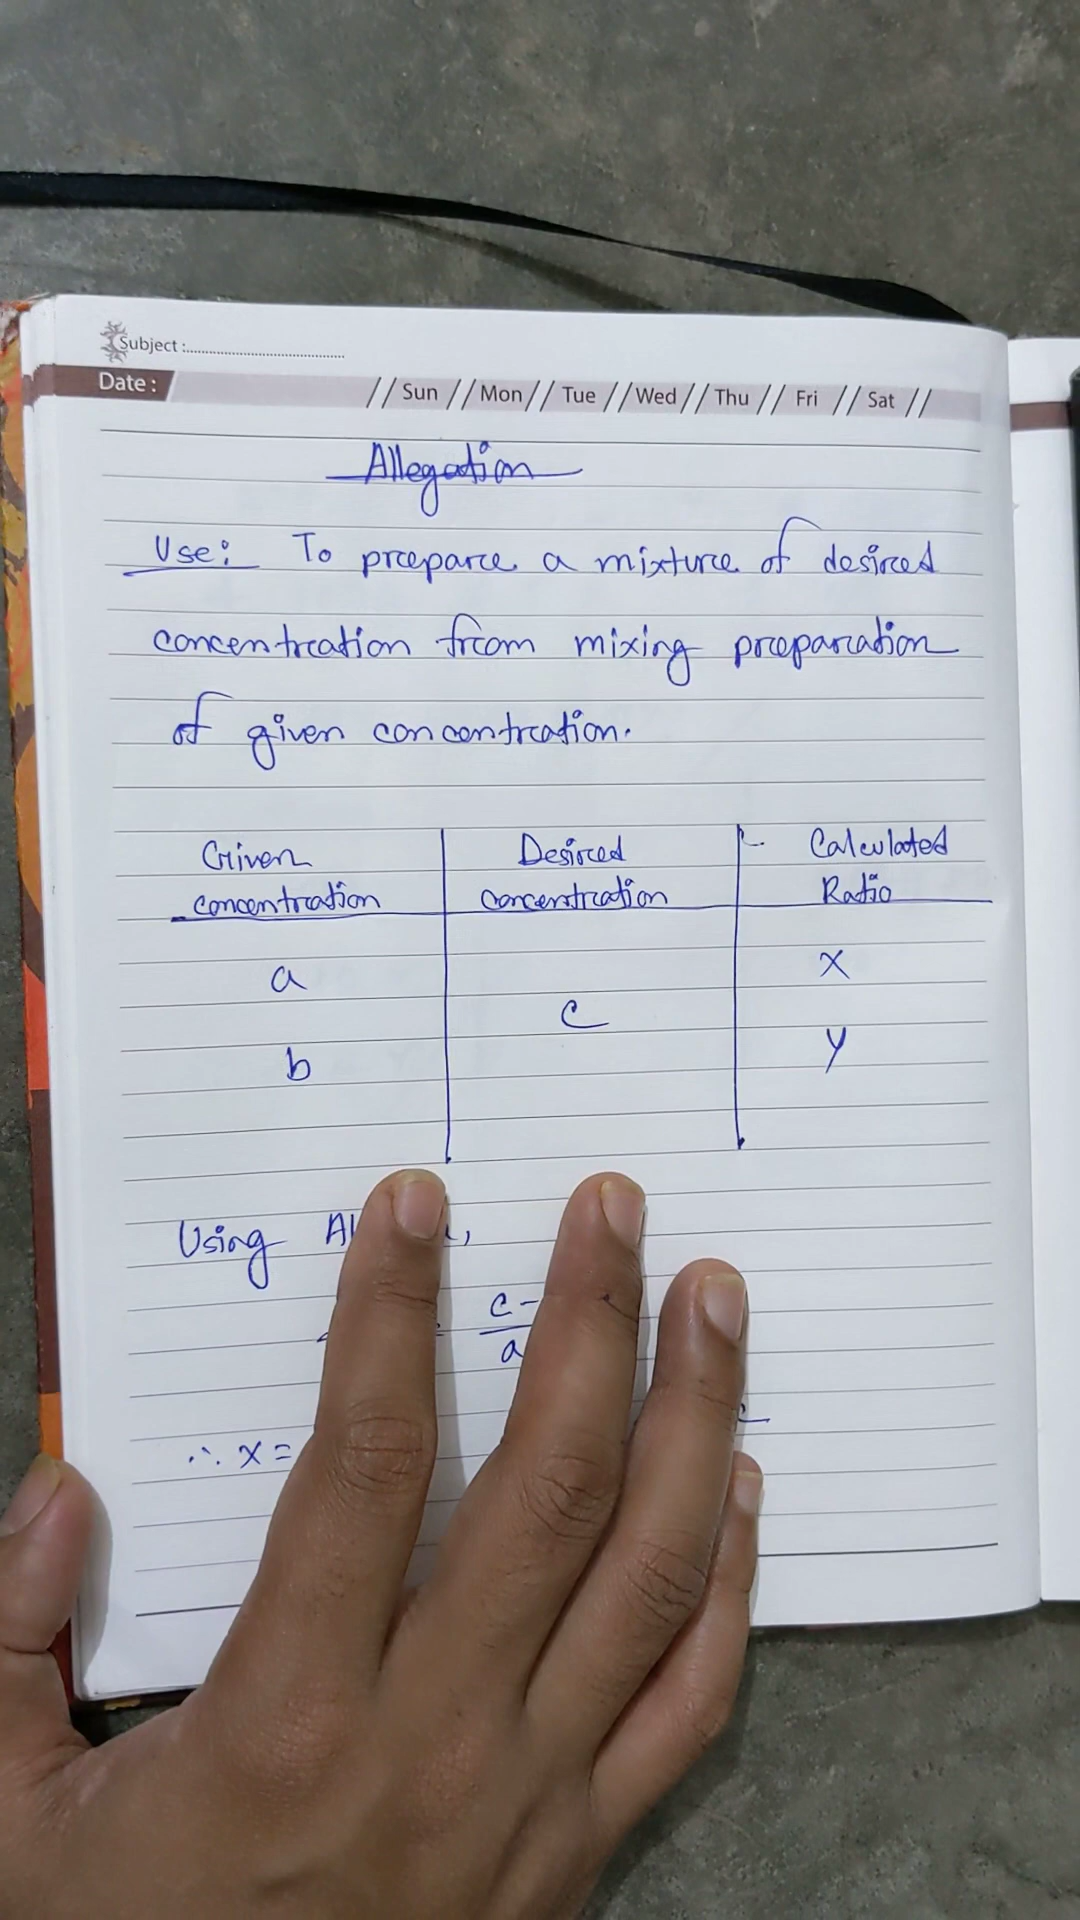 Subject :
Date : // Sun // Mon // Tue // Wed // Thu // Fri // Sat //
Allegation
Use: To prepare a mixture of desired
concentration from mixing preparation
of given concentration.
Given concentration Desired concentration Calculated Ratio
a x
c
b y
Using
c -
a
∴ x =